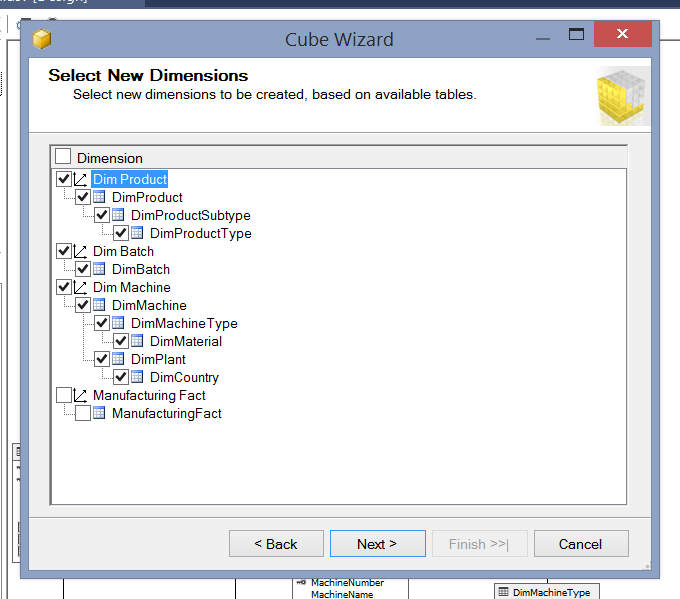 Cube Wizard
Select New Dimensions
Select new dimensions to be created, based on available tables.
Dimension
Dim Product
DimProduct
DimProductSubtype
DimProductType
Dim Batch
DimBatch
Dim Machine
DimMachine
DimMachineType
DimMaterial
DimPlant
DimCountry
Manufacturing Fact
ManufacturingFact
< Back
Next >
Finish >>|
Cancel
MachineNumber
MachineName
DimMachineType